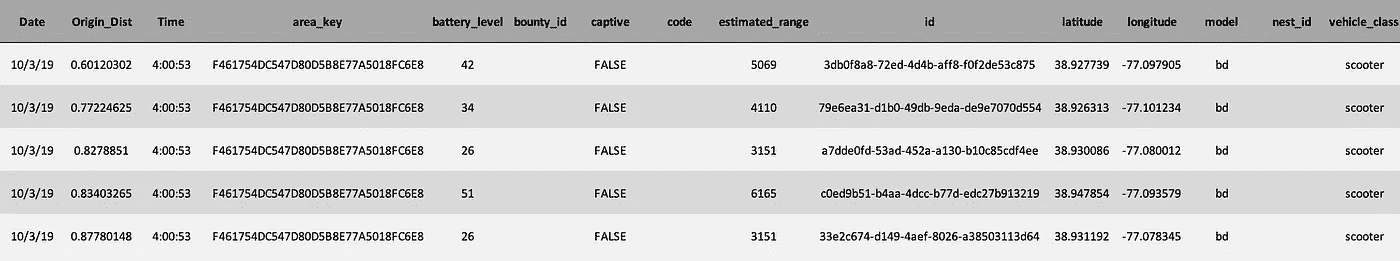 Date Origin_Dist Time area_key battery_level bounty_id captive code estimated_range id latitude longitude model nest_id vehicle_class
10/3/19 0.60120302 4:00:53 F461754DC547D80D5B8E77A5018FC6E8 42 FALSE 5069 3db0f8a8-72ed-4d4b-aff8-f0f2de53c875 38.927739 -77.097905 bd scooter
10/3/19 0.77224625 4:00:53 F461754DC547D80D5B8E77A5018FC6E8 34 FALSE 4110 79e6ea31-d1b0-49db-9eda-de9e7070d554 38.926313 -77.101234 bd scooter
10/3/19 0.8278851 4:00:53 F461754DC547D80D5B8E77A5018FC6E8 26 FALSE 3151 a7dde0fd-53ad-452a-a130-b10c85cdf4ee 38.930086 -77.080012 bd scooter
10/3/19 0.83403265 4:00:53 F461754DC547D80D5B8E77A5018FC6E8 51 FALSE 6165 c0ed9b51-b4aa-4dcc-b77d-edc27b913219 38.947854 -77.093579 bd scooter
10/3/19 0.87780148 4:00:53 F461754DC547D80D5B8E77A5018FC6E8 26 FALSE 3151 33e2c674-d149-4aef-8026-a38503113d64 38.931192 -77.078345 bd scooter